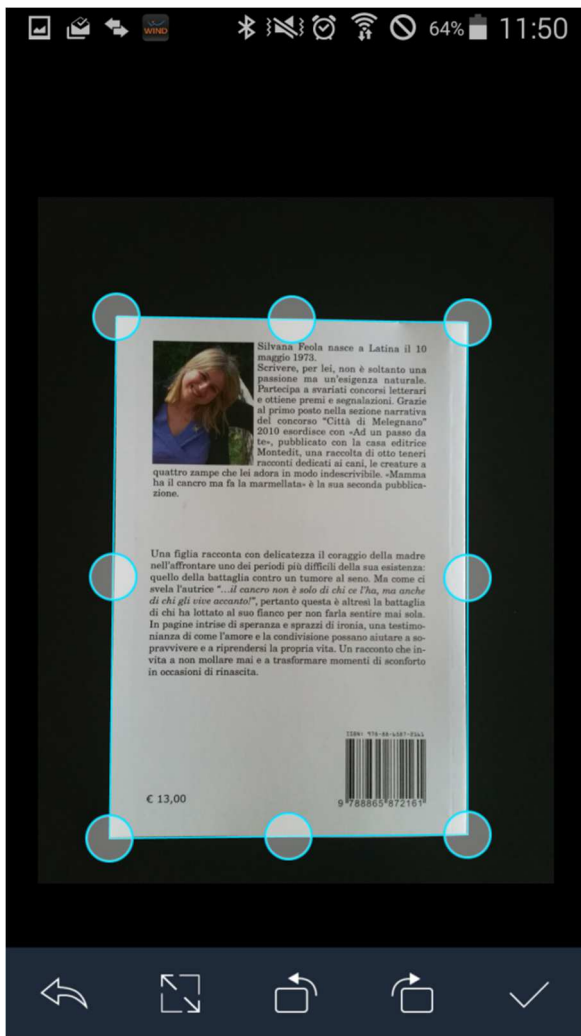 WIND
64%
11:50
Silvana Feola nasce a Latina il 10
maggio 1973.
Scrivere, per lei, non è soltanto una
passione ma un'esigenza naturale.
Partecipa a svariati concorsi letterari
e ottiene premi e segnalazioni. Grazie
al primo posto nella sezione narrativa
del concorso "Città di Melegnano"
2010 esordisce con «Ad un passo da
te», pubblicato con la casa editrice
Montedit, una raccolta di otto teneri
racconti dedicati ai cani, le creature a
quattro zampe che lei adora in modo indescrivibile. «Mamma
ha il cancro ma fa la marmellata» è la sua seconda pubblica-
zione.
Una figlia racconta con delicatezza il coraggio della madre
nell'affrontare uno dei periodi più difficili della sua esistenza:
quello della battaglia contro un tumore al seno. Ma come ci
svela l'autrice "...il cancro non è solo di chi ce l'ha, ma anche
di chi gli vive accanto!", pertanto questa è altresì la battaglia
di chi ha lottato al suo fianco per non farla sentire mai sola.
In pagine intrise di speranza e sprazzi di ironia, una testimo-
nianza di come l'amore e la condivisione possano aiutare a so-
pravvivere e a riprendersi la propria vita. Un racconto che in-
vita a non mollare mai e a trasformare momenti di sconforto
in occasioni di rinascita.
ISBN: 978-88-6587-2161
€ 13,00
9 788865 872161